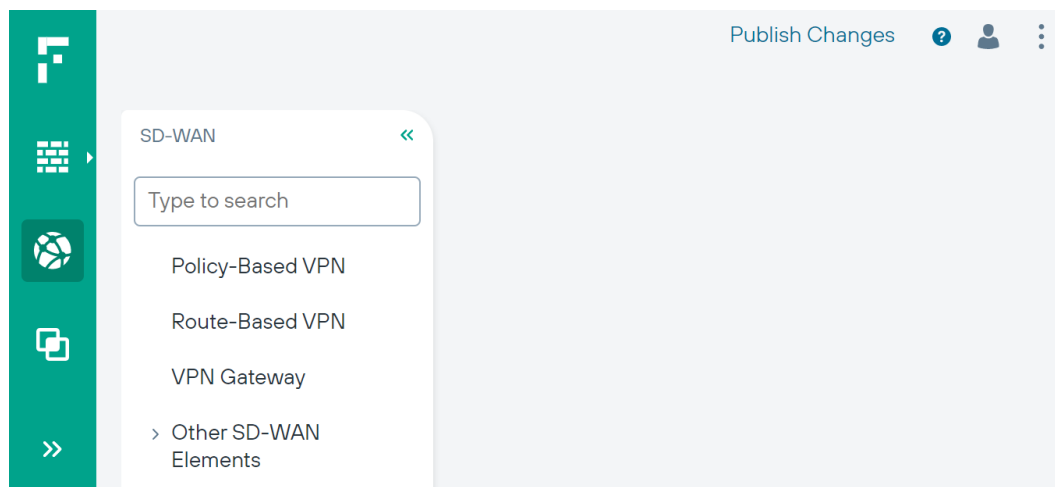 Publish Changes
SD-WAN
Type to search
Policy-Based VPN
Route-Based VPN
VPN Gateway
Other SD-WAN
Elements